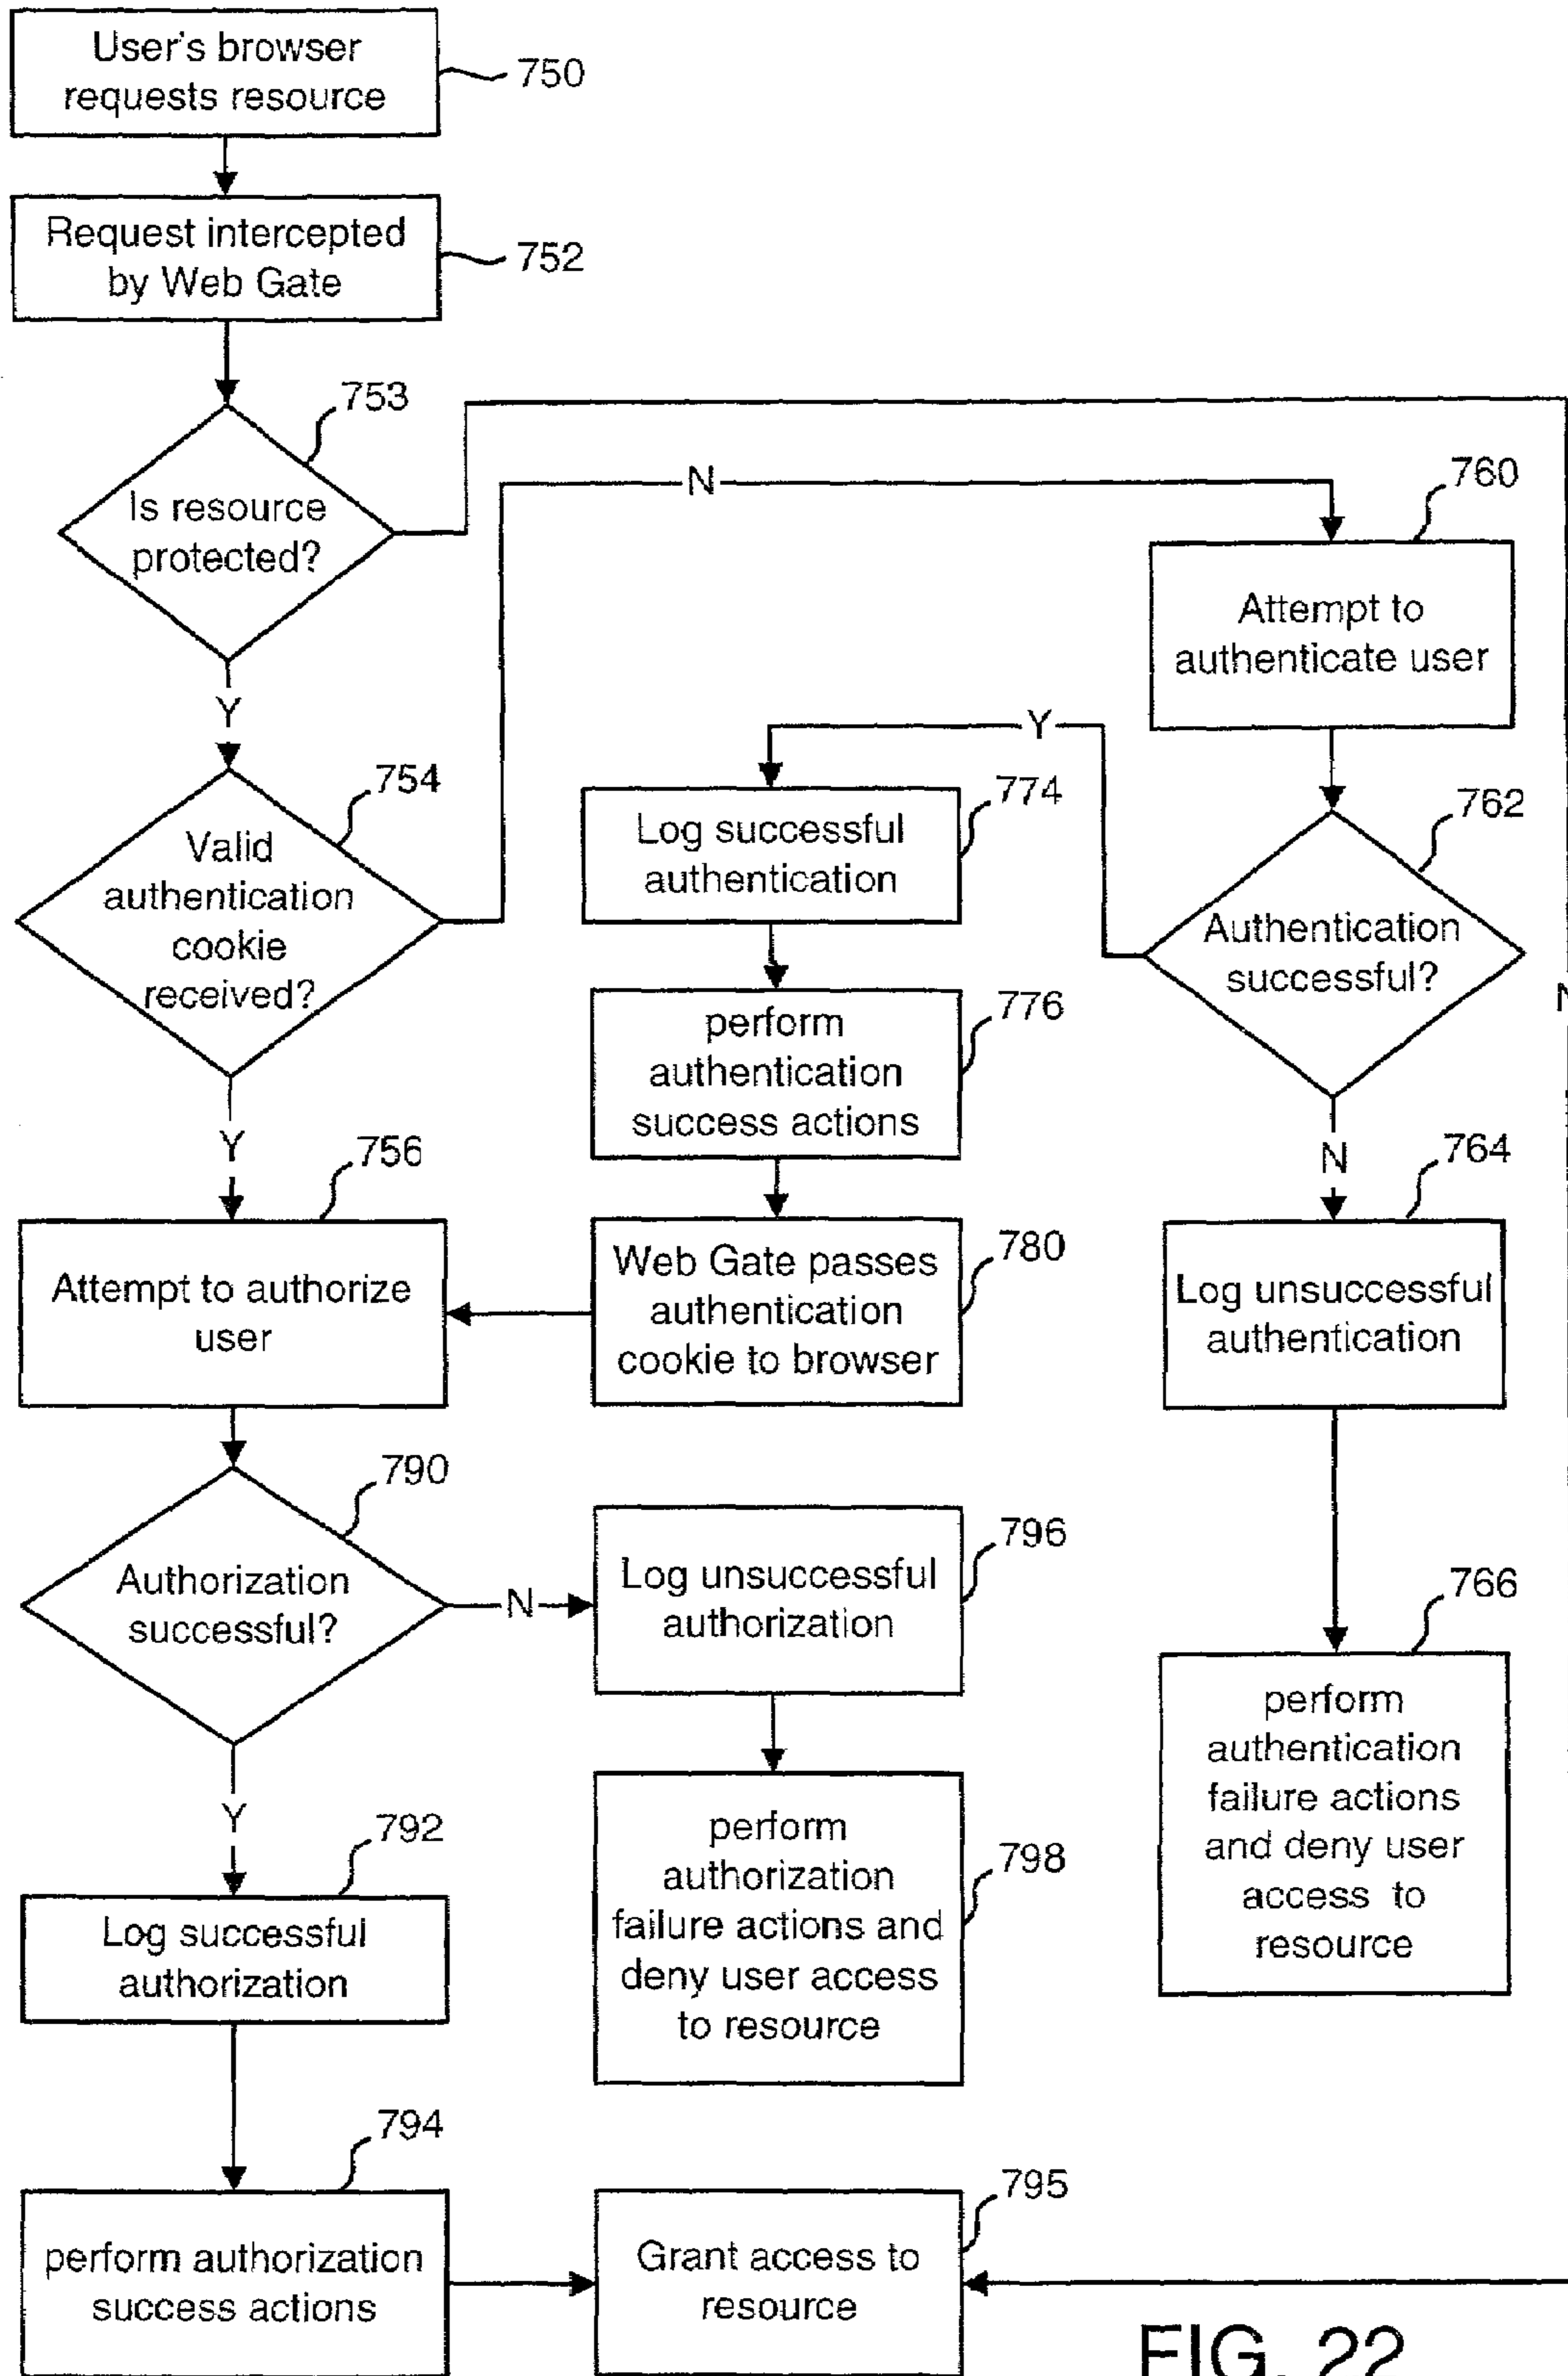 User's browser
requests resource
750
Request intercepted
by Web Gate
752
753
Is resource
protected?
N
760
Attempt to
authenticate user
Y
754
Valid
authentication
cookie
received?
Y
774
Log successful
authentication
762
Authentication
successful?
N
776
perform
authentication
success actions
Y
756
Attempt to authorize
user
780
Web Gate passes
authentication
cookie to browser
N
764
Log unsuccessful
authentication
790
Authorization
successful?
N
796
Log unsuccessful
authorization
766
perform
authentication
failure actions
and deny user
access to
resource
Y
792
Log successful
authorization
798
perform
authorization
failure actions and
deny user access
to resource
794
perform authorization
success actions
795
Grant access to
resource
FIG. 22